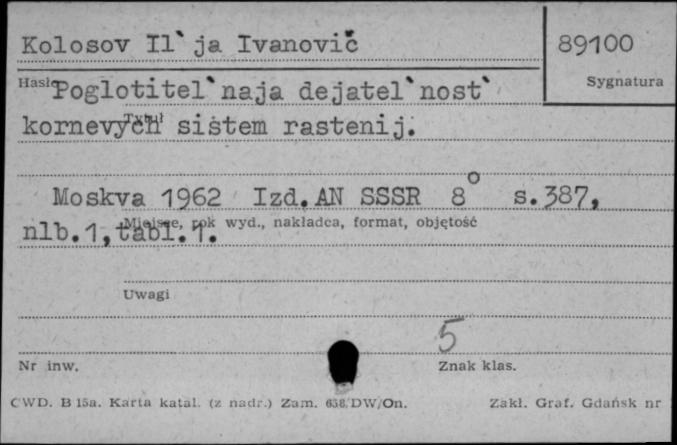 Kolosov Il`ja Ivanovič
89100
Hasło
Sygnatura
Poglotitel`naja dejatel`nost`
Tytuł
kornevych sistem rastenij.
Moskva 1962 Izd. AN SSSR 8° s.387,
Miejsce, rok wyd., nakładca, format, objętość
nlb.1, tabl.1.
Uwagi
5
Nr inw.
Znak klas.
CWD. B 15a. Karta katal. (z nadr.) Zam. 658/DW/On.
Zakł. Graf. Gdańsk nr